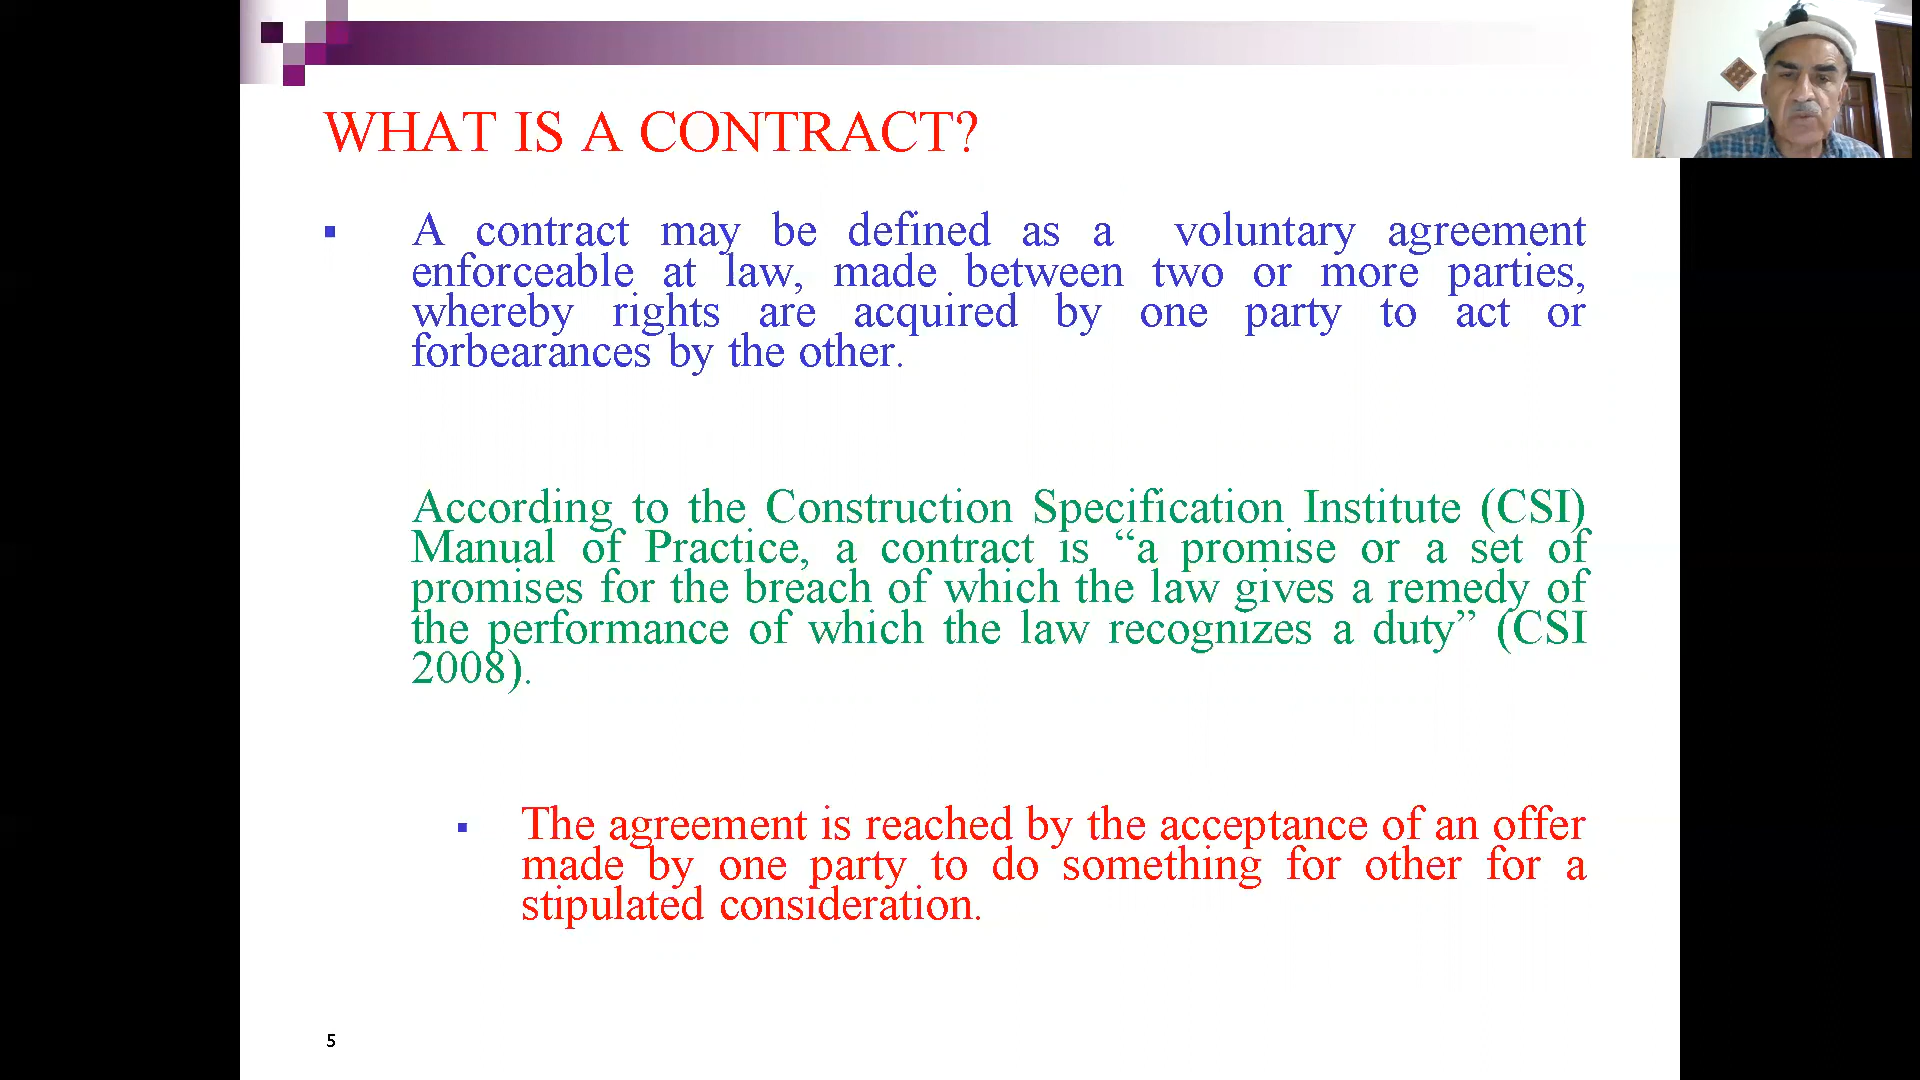 WHAT IS A CONTRACT?
▪ A contract may be defined as a voluntary agreement
enforceable at law, made between two or more parties,
whereby rights are acquired by one party to act or
forbearances by the other.
According to the Construction Specification Institute (CSI)
Manual of Practice, a contract is “a promise or a set of
promises for the breach of which the law gives a remedy of
the performance of which the law recognizes a duty” (CSI
2008).
▪ The agreement is reached by the acceptance of an offer
made by one party to do something for other for a
stipulated consideration.
5